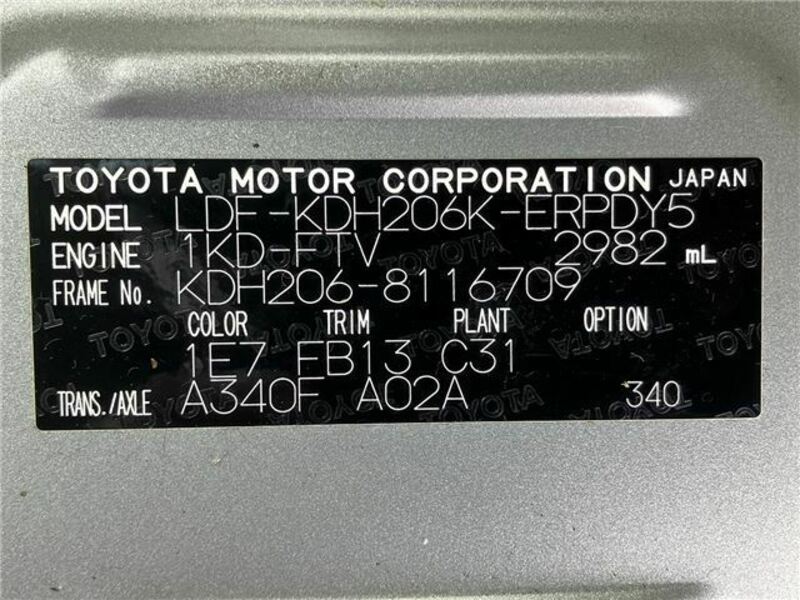 TOYOTA MOTOR CORPORATION JAPAN
MODEL LDF-KDH206K-ERPDY5
ENGINE 1KD-FTV 2982 mL
FRAME No. KDH206-8116709
COLOR TRIM PLANT OPTION
1E7 FB13 C31
TRANS./AXLE A340F A02A 340